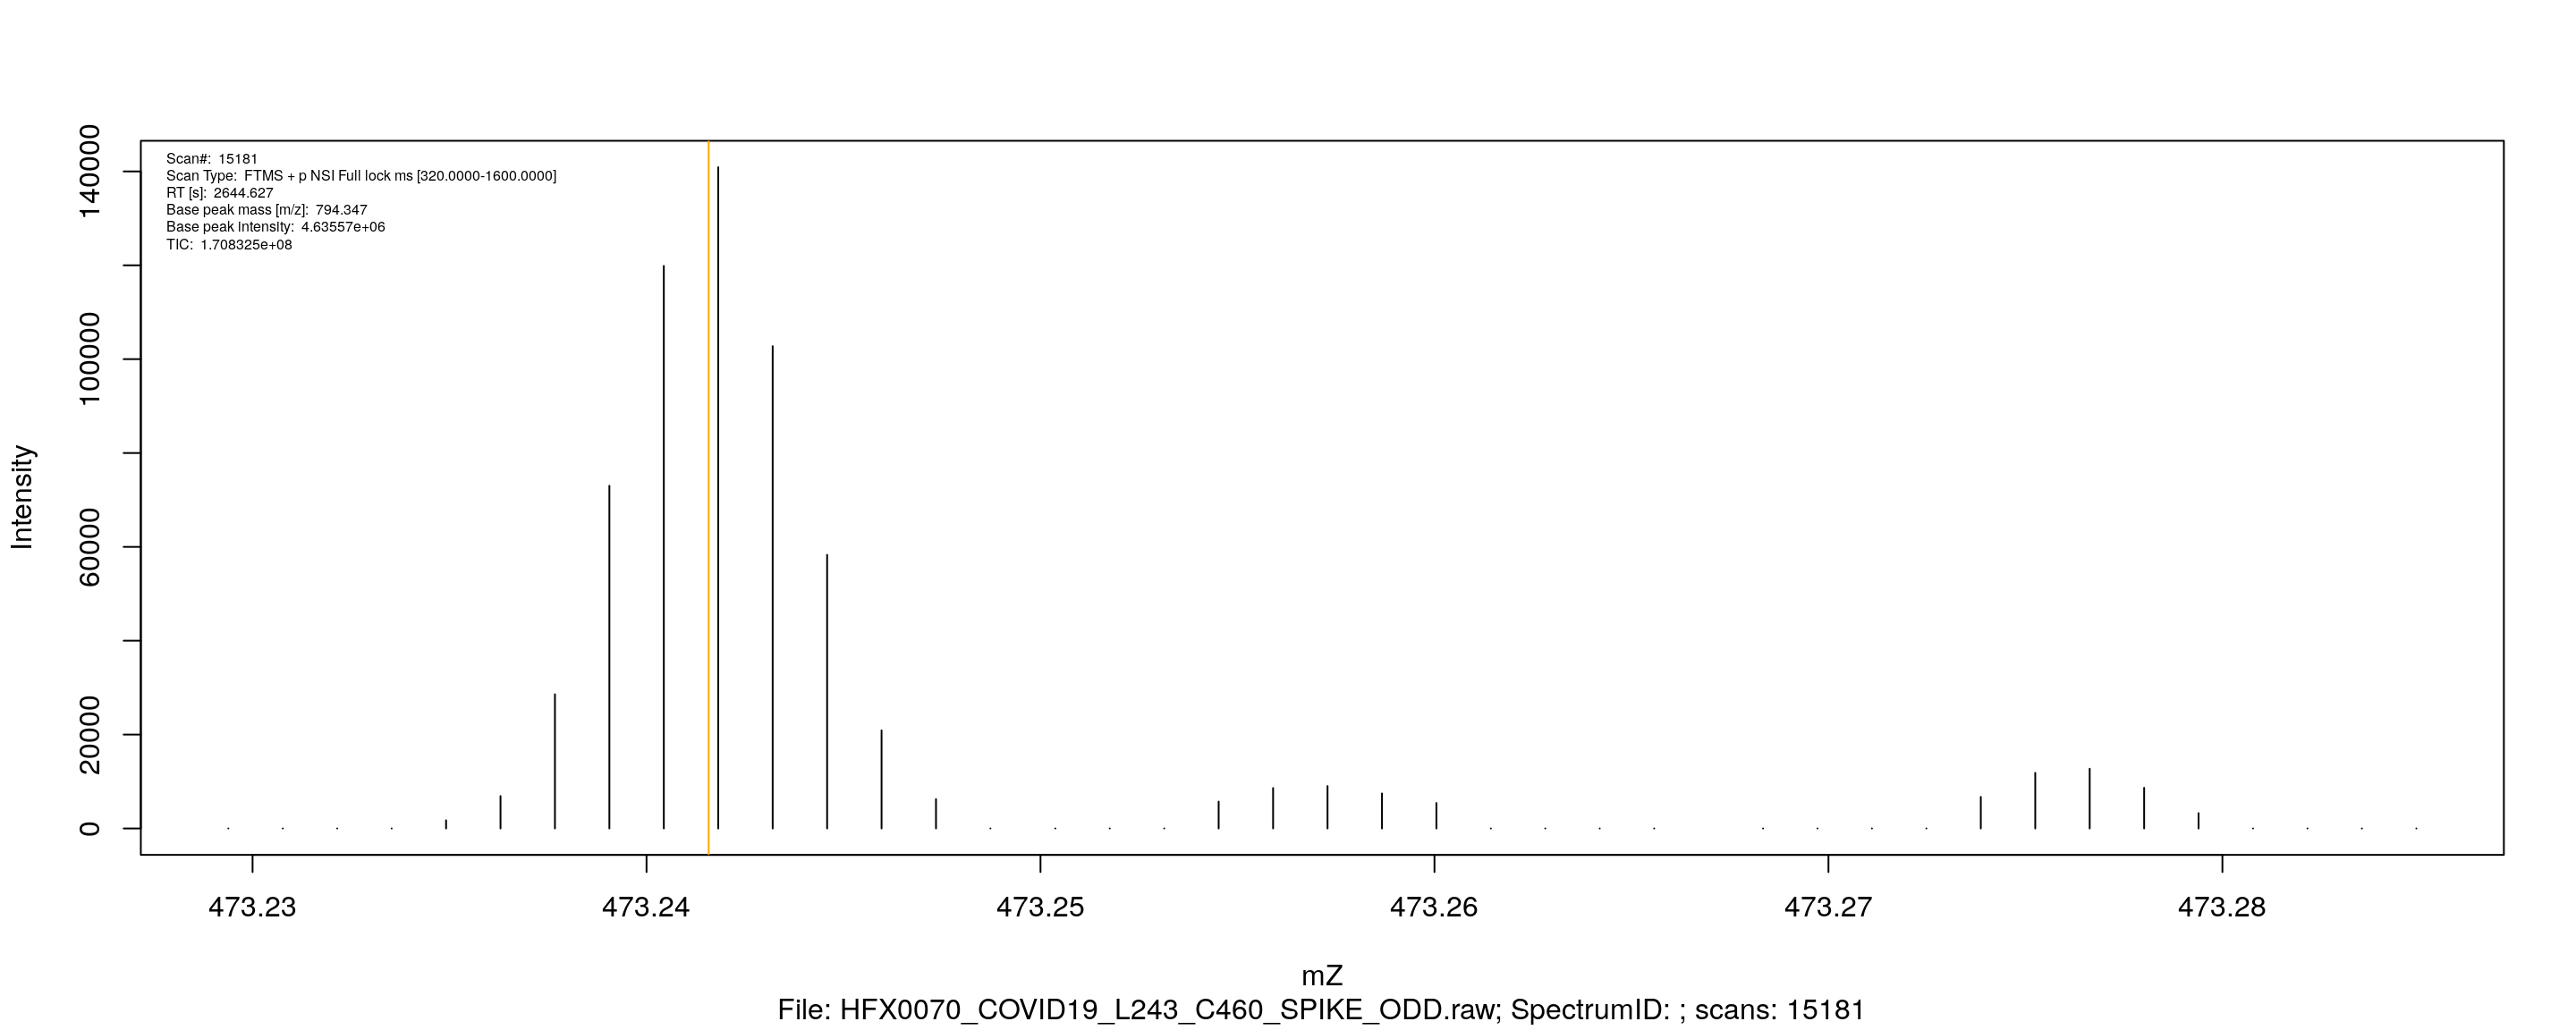 Scan#: 15181
Scan Type: FTMS + p NSI Full lock ms [320.0000-1600.0000]
RT [s]: 2644.627
Base peak mass [m/z]: 794.347
Base peak intensity: 4.63557e+06
TIC: 1.708325e+08
Intensity
140000
100000
60000
20000
0
473.23 473.24 473.25 473.26 473.27 473.28
mZ
File: HFX0070_COVID19_L243_C460_SPIKE_ODD.raw; SpectrumID: ; scans: 15181